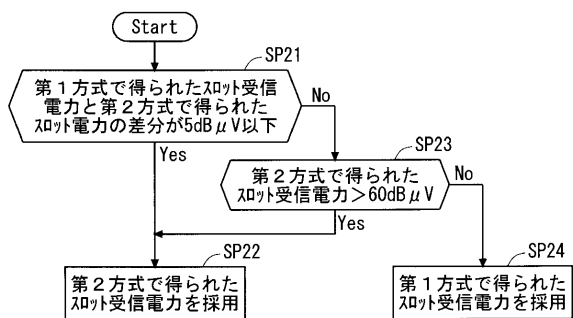 Start
SP21
第１方式で得られたスロット受信
電力と第２方式で得られた
スロット電力の差分が5dBμV以下
No
Yes
SP23
第２方式で得られた
スロット受信電力＞60dBμV
No
Yes
SP22
第２方式で得られた
スロット受信電力を採用
SP24
第１方式で得られた
スロット受信電力を採用